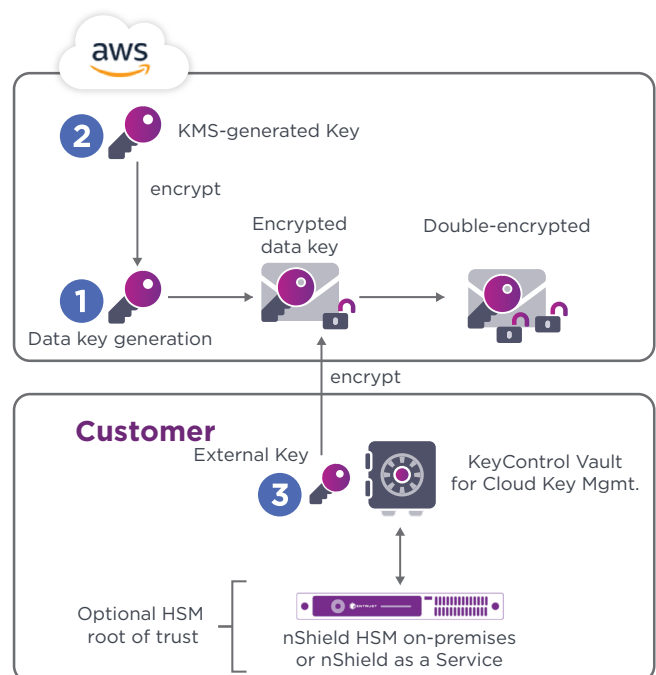 aws
2
KMS-generated Key
encrypt
Encrypted
data key
Double-encrypted
1
Data key generation
encrypt
Customer
External Key
3
KeyControl Vault
for Cloud Key Mgmt.
Optional HSM
root of trust
ENTRUST
nShield HSM on-premises
or nShield as a Service